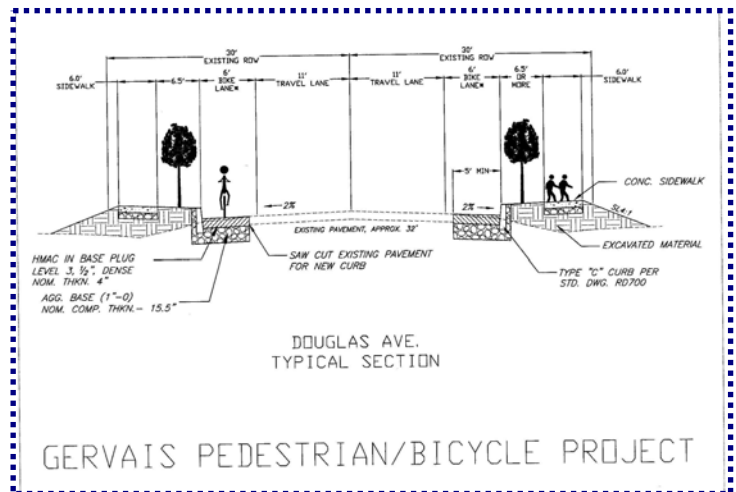 30'
EXISTING ROW
30'
EXISTING ROW
6.0'
SIDEWALK
6.5'
6'
BIKE
LANE*
11'
TRAVEL LANE
11'
TRAVEL LANE
6'
BIKE
LANE*
6.5'
OR
MORE
6.0'
SIDEWALK
5' MIN
CONC. SIDEWALK
2%
2%
SL4:1
EXISTING PAVEMENT, APPROX. 32'
HMAC IN BASE PLUG
LEVEL 3, ½", DENSE
NOM. THKN. 4"
SAW CUT EXISTING PAVEMENT
FOR NEW CURB
EXCAVATED MATERIAL
TYPE "C" CURB PER
STD. DWG. RD700
AGG. BASE (1"-0)
NOM. COMP. THKN.- 15.5"
DOUGLAS AVE.
TYPICAL SECTION
GERVAIS PEDESTRIAN/BICYCLE PROJECT